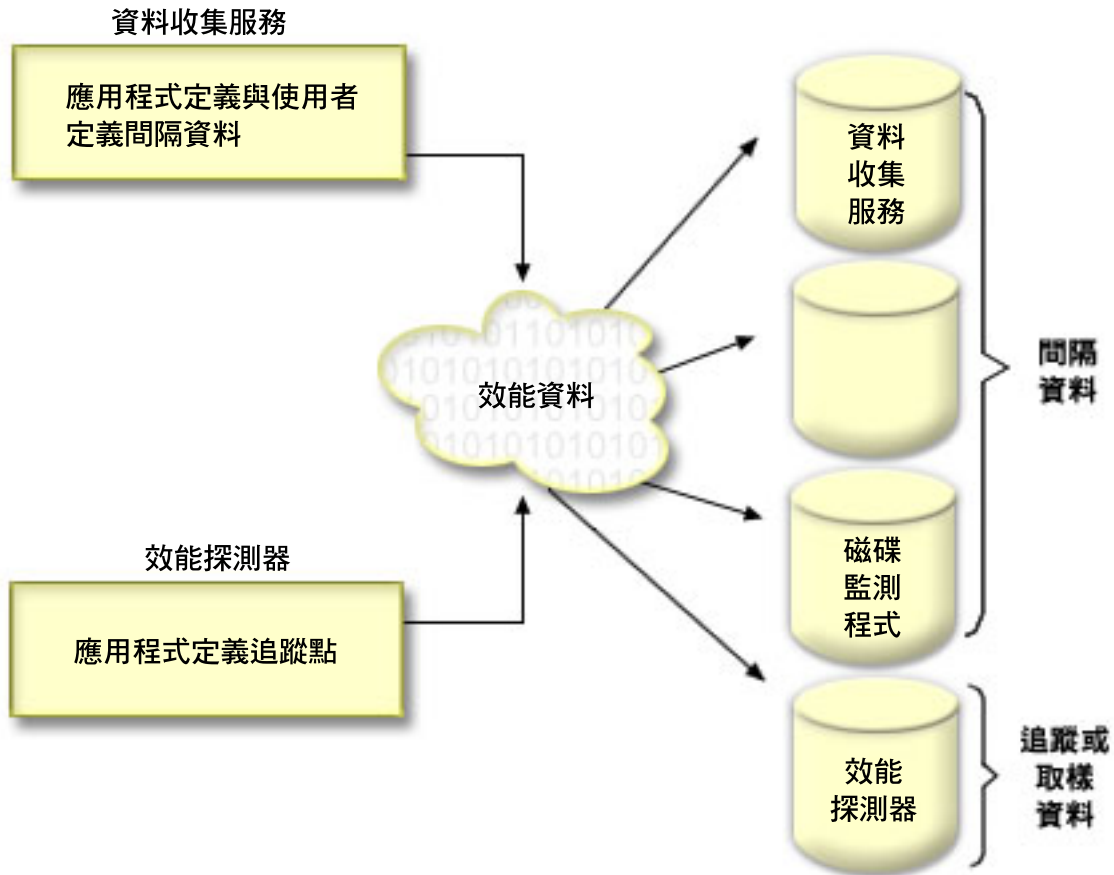 資料收集服務
應用程式定義與使用者
定義間隔資料
效能資料
效能探測器
應用程式定義追蹤點
資料
收集
服務
磁碟
監測
程式
間隔
資料
效能
探測器
追蹤或
取樣
資料